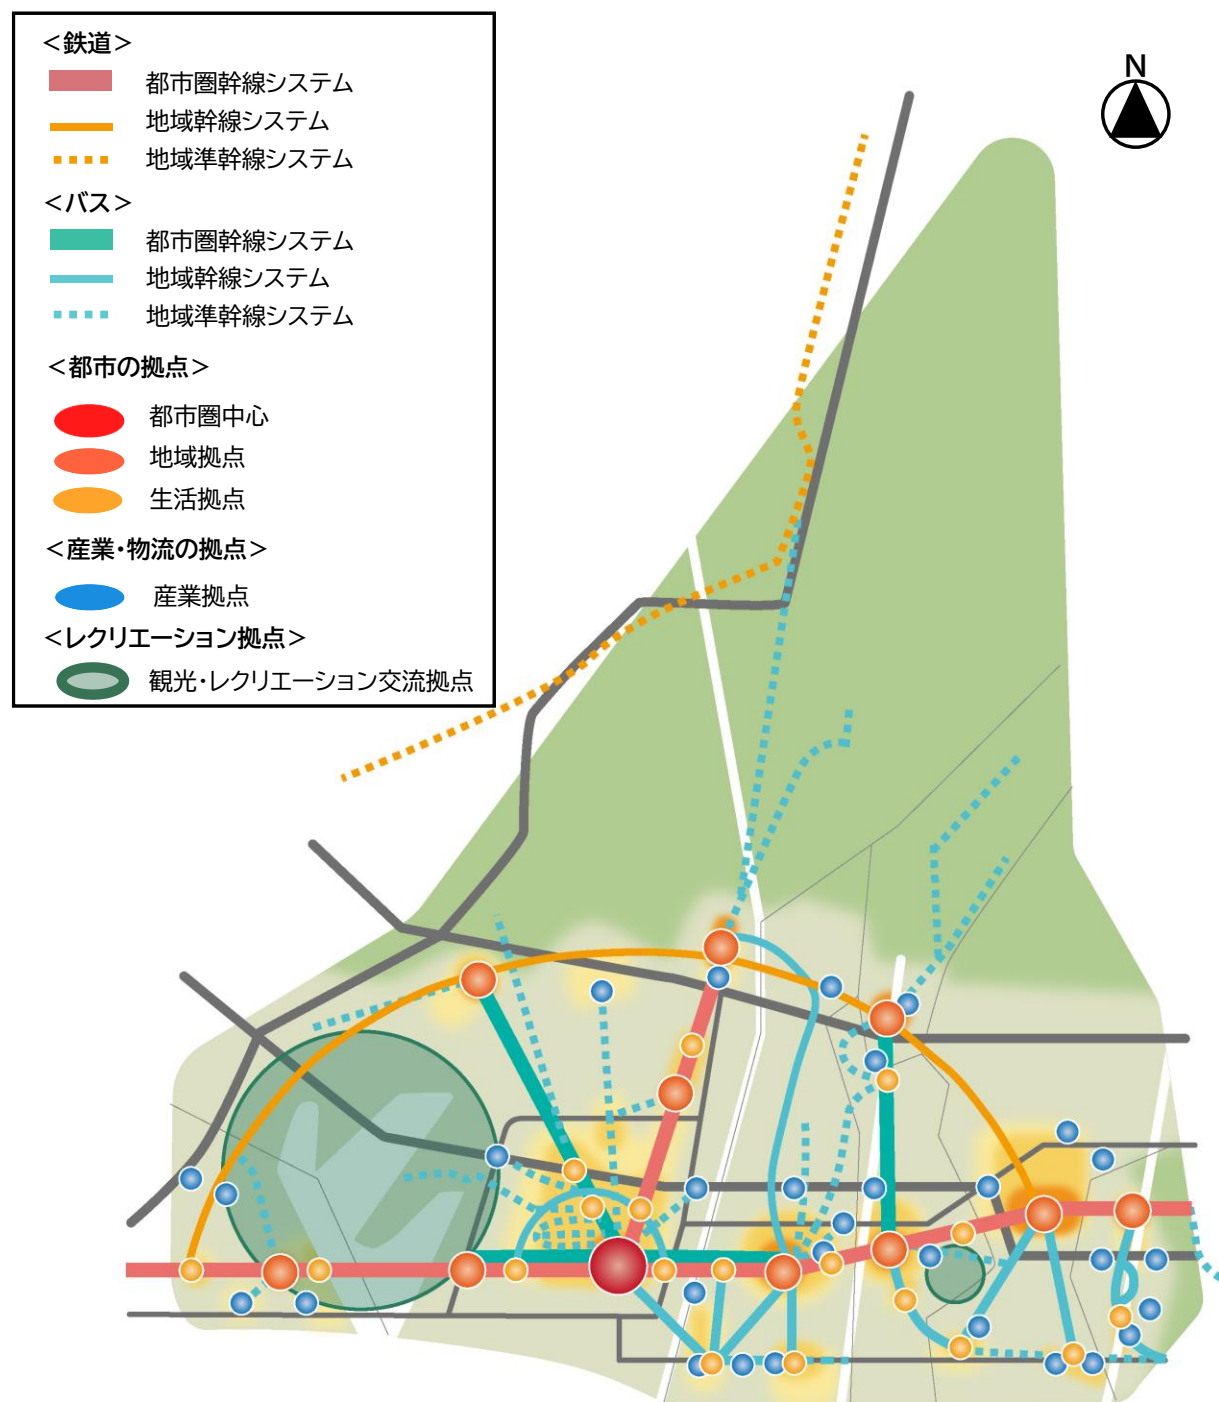 ＜鉄道＞
都市圏幹線システム
地域幹線システム
地域準幹線システム
＜バス＞
都市圏幹線システム
地域幹線システム
地域準幹線システム
＜都市の拠点＞
都市圏中心
地域拠点
生活拠点
＜産業・物流の拠点＞
産業拠点
＜レクリエーション拠点＞
観光・レクリエーション交流拠点
N